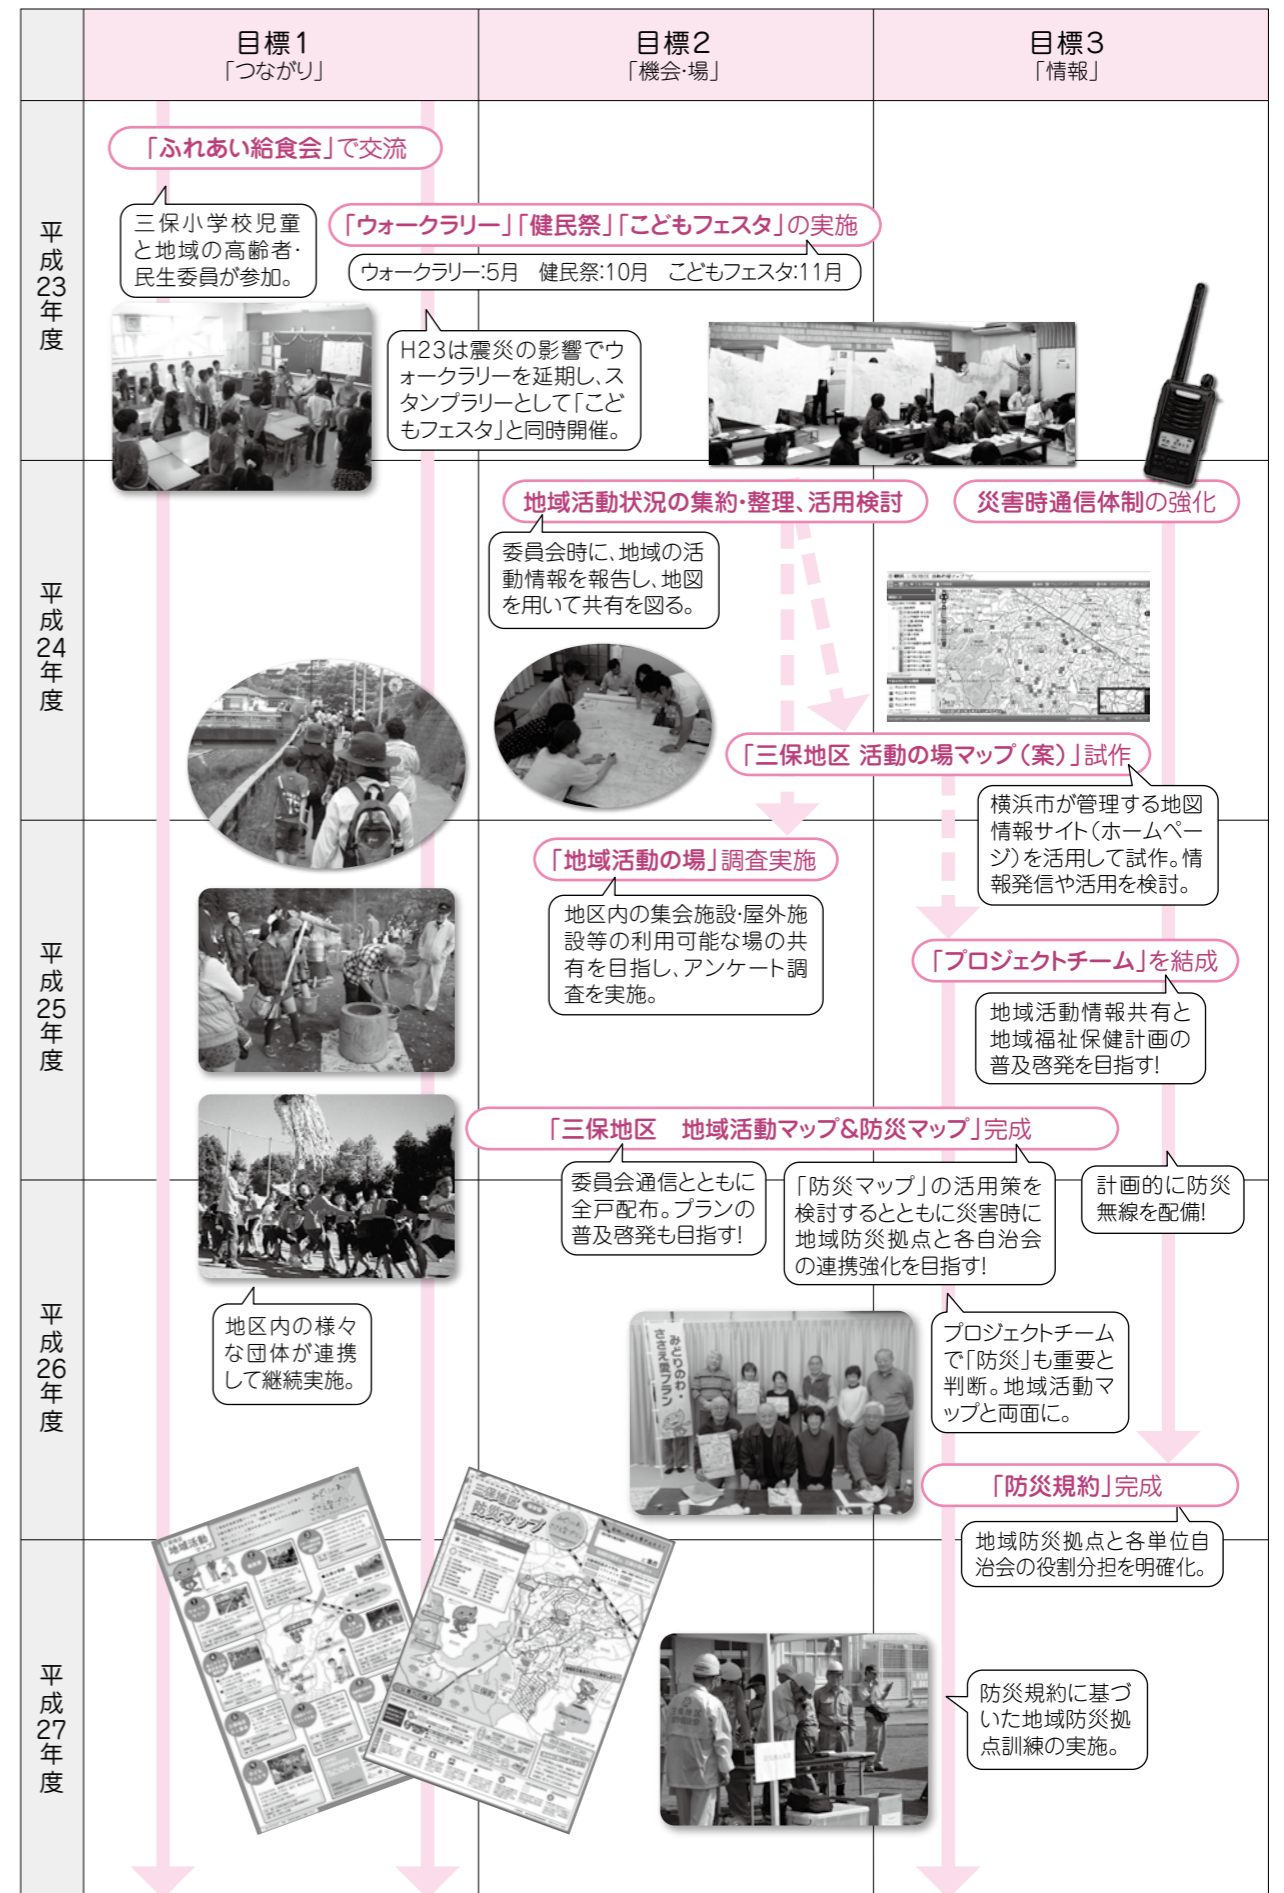 目標1
「つながり」
目標2
「機会・場」
目標3
「情報」
平成23年度
「ふれあい給食会」で交流
三保小学校児童
と地域の高齢者・
民生委員が参加。
「ウォークラリー」「健民祭」「こどもフェスタ」の実施
ウォークラリー:5月　健民祭:10月　こどもフェスタ:11月
H23は震災の影響でウ
ォークラリーを延期し、ス
タンプラリーとして「こど
もフェスタ」と同時開催。
平成24年度
地域活動状況の集約・整理、活用検討
委員会時に、地域の活
動情報を報告し、地図
を用いて共有を図る。
災害時通信体制の強化
「三保地区 活動の場マップ（案）」試作
横浜市が管理する地図
情報サイト（ホームペー
ジ）を活用して試作。情
報発信や活用を検討。
平成25年度
「地域活動の場」調査実施
地区内の集会施設・屋外施
設等の利用可能な場の共
有を目指し、アンケート調
査を実施。
「プロジェクトチーム」を結成
地域活動情報共有と
地域福祉保健計画の
普及啓発を目指す!
「三保地区　地域活動マップ&防災マップ」完成
委員会通信とともに
全戸配布。プランの
普及啓発も目指す!
「防災マップ」の活用策を
検討するとともに災害時に
地域防災拠点と各自治会
の連携強化を目指す!
計画的に防災
無線を配備!
平成26年度
地区内の様々
な団体が連携
して継続実施。
みどりのわ・
ささえ愛プラン
プロジェクトチーム
で「防災」も重要と
判断。地域活動マ
ップと両面に。
「防災規約」完成
地域防災拠点と各単位自
治会の役割分担を明確化。
平成27年度
地域活動
三保地区
防災マップ
防災規約に基づ
いた地域防災拠
点訓練の実施。